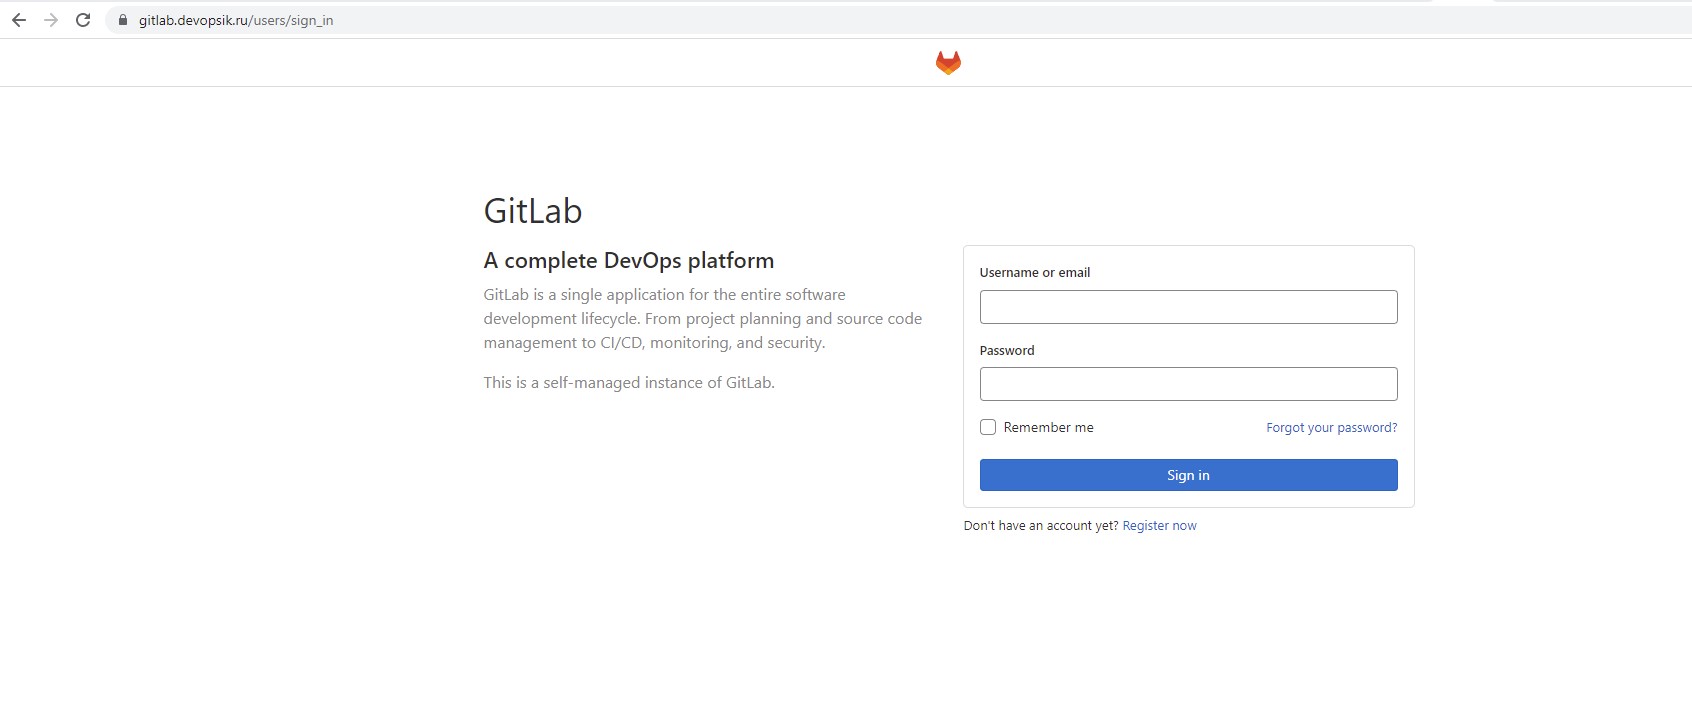 gitlab.devopsik.ru/users/sign_in
GitLab
A complete DevOps platform
GitLab is a single application for the entire software
development lifecycle. From project planning and source code
management to CI/CD, monitoring, and security.
This is a self-managed instance of GitLab.
Username or email
Password
Remember me
Forgot your password?
Sign in
Don't have an account yet? Register now